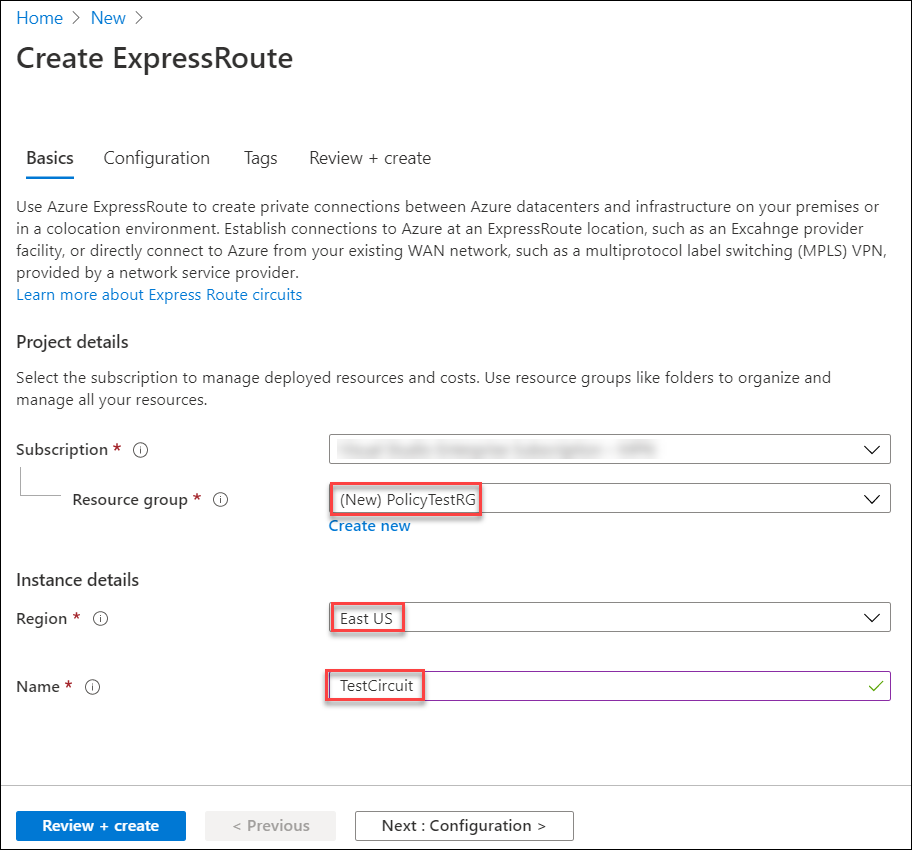 Home > New >
Create ExpressRoute
Basics Configuration Tags Review + create
Use Azure ExpressRoute to create private connections between Azure datacenters and infrastructure on your premises or
in a colocation environment. Establish connections to Azure at an ExpressRoute location, such as an Excahnge provider
facility, or directly connect to Azure from your existing WAN network, such as a multiprotocol label switching (MPLS) VPN,
provided by a network service provider.
Learn more about Express Route circuits
Project details
Select the subscription to manage deployed resources and costs. Use resource groups like folders to organize and
manage all your resources.
Subscription *
Resource group * (New) PolicyTestRG
Create new
Instance details
Region * East US
Name * TestCircuit
Review + create < Previous Next : Configuration >